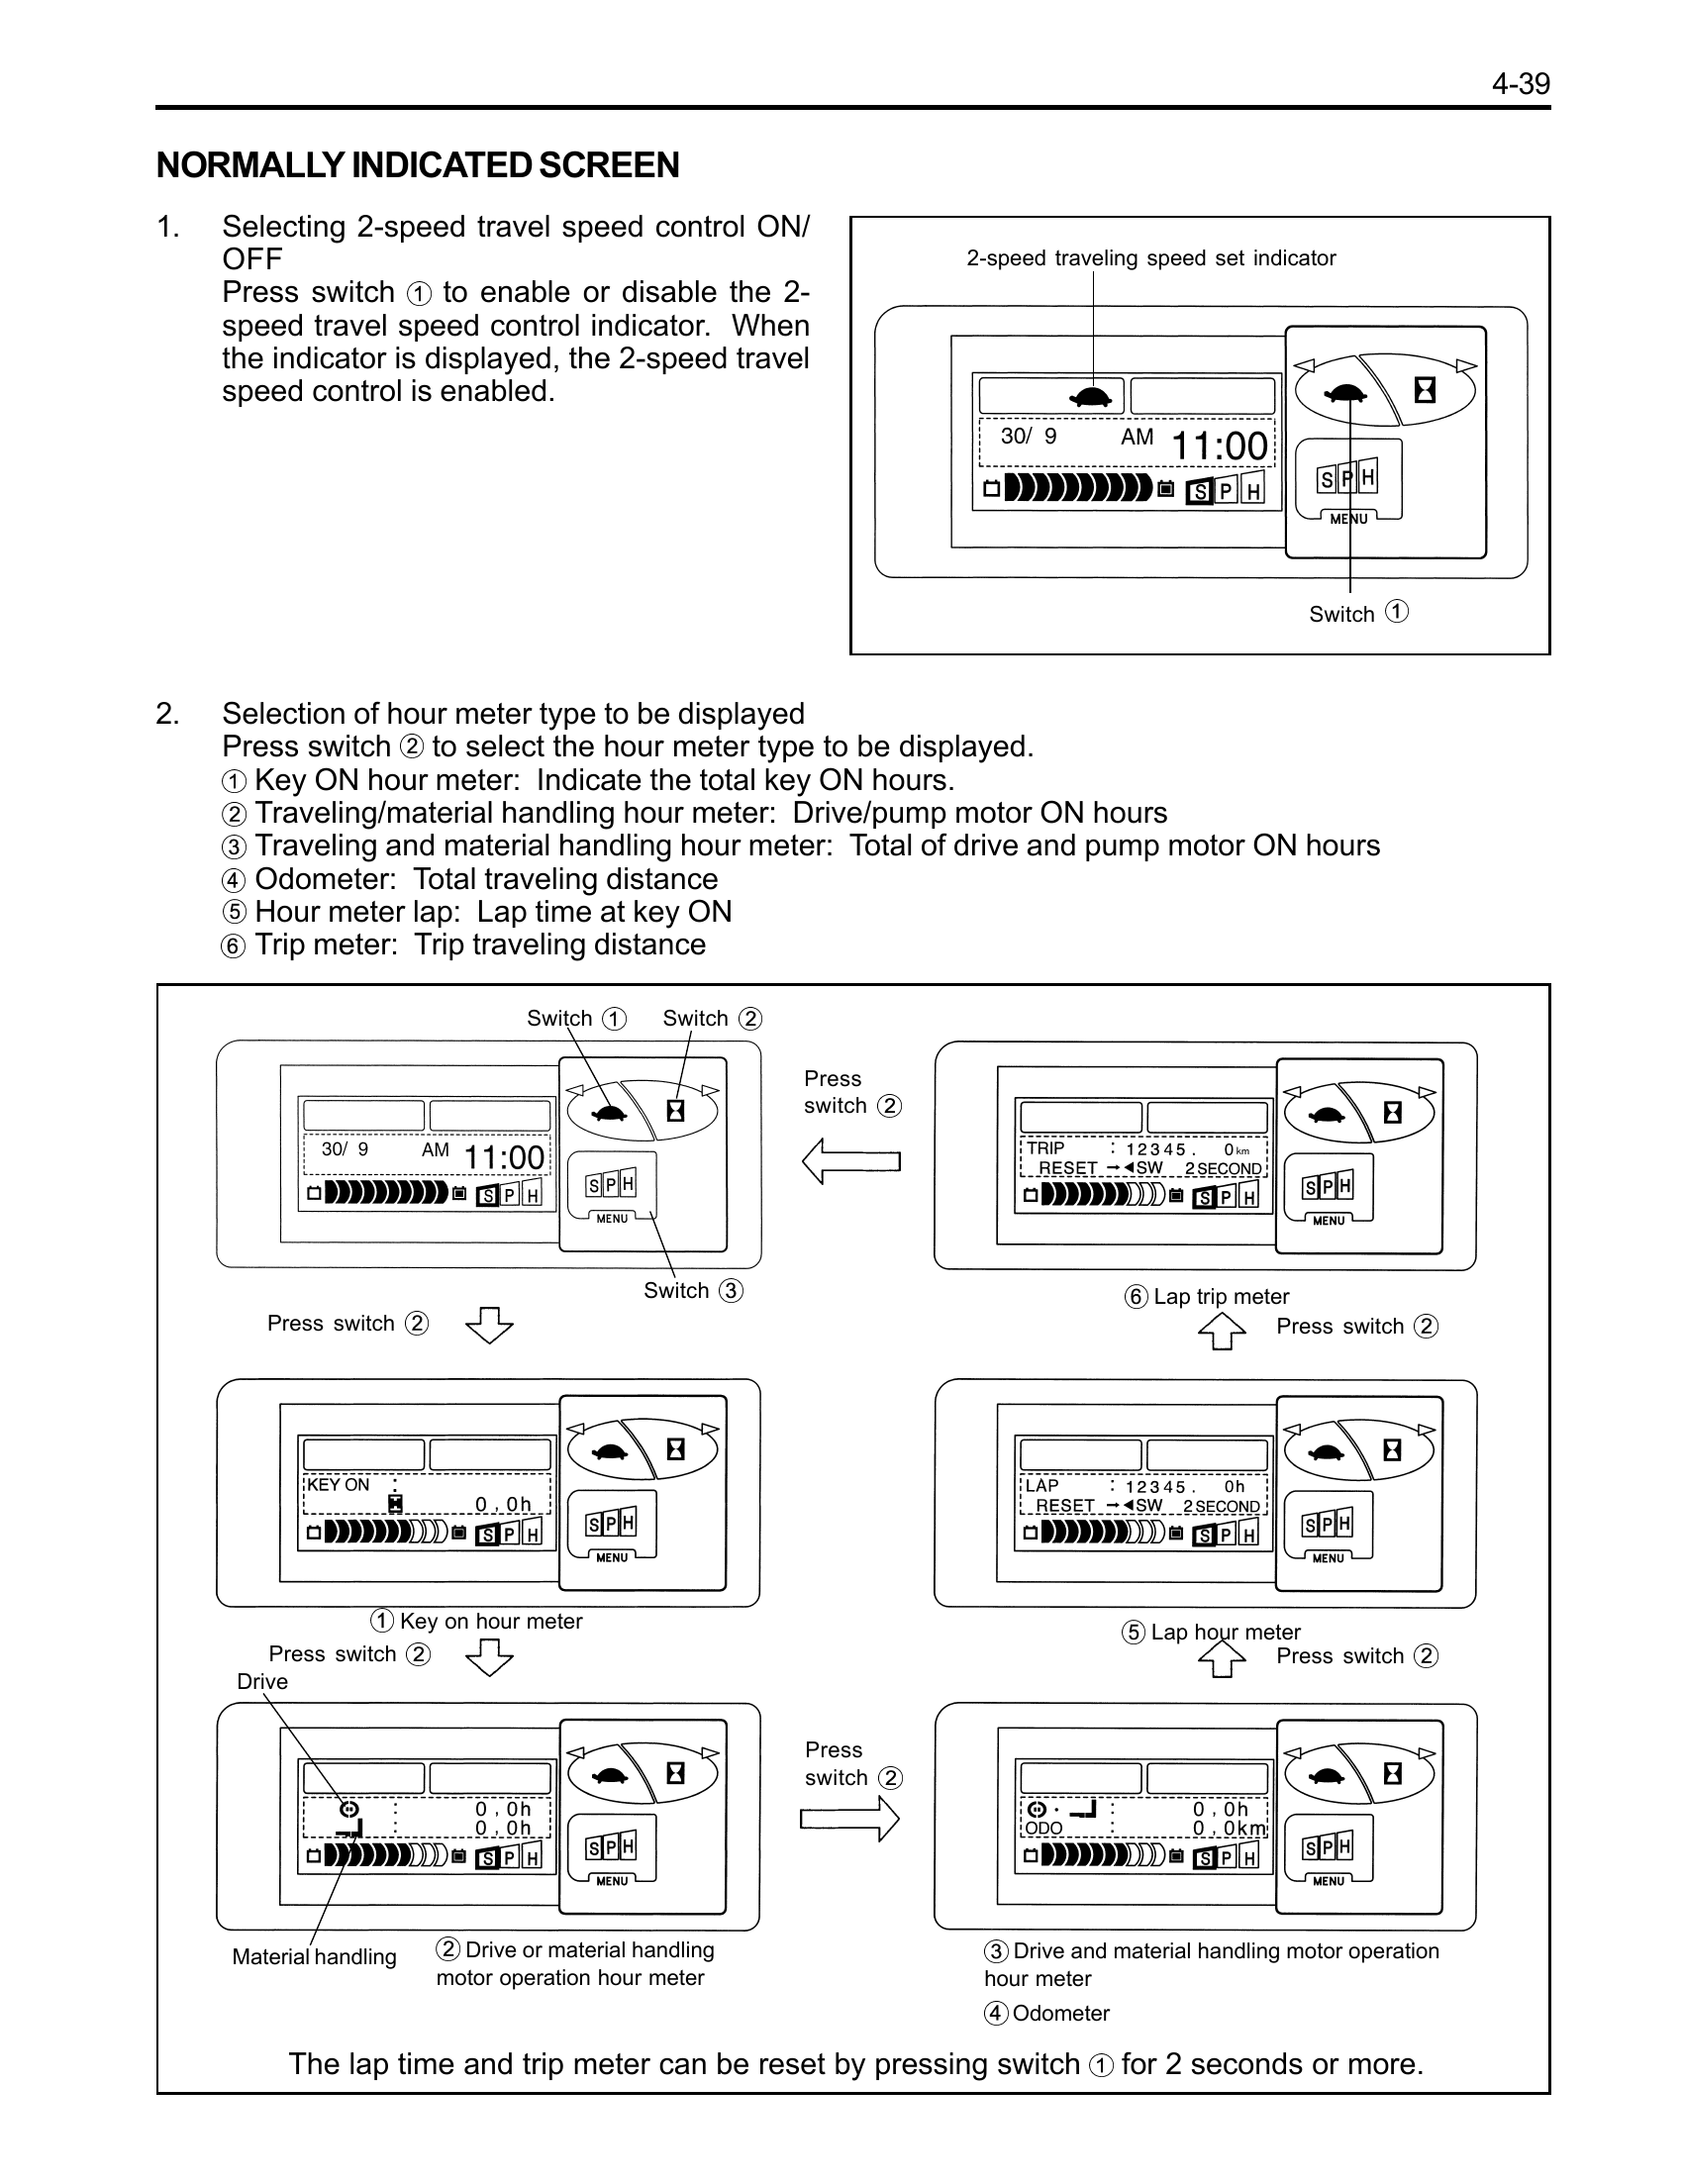 4-39
NORMALLY INDICATED SCREEN
1. Selecting 2-speed travel speed control ON/
OFF
Press switch ① to enable or disable the 2-
speed travel speed control indicator. When
the indicator is displayed, the 2-speed travel
speed control is enabled.
2-speed traveling speed set indicator
30/ 9 AM 11:00
S P H
S P H
MENU
Switch ①
2. Selection of hour meter type to be displayed
Press switch ② to select the hour meter type to be displayed.
① Key ON hour meter: Indicate the total key ON hours.
② Traveling/material handling hour meter: Drive/pump motor ON hours
③ Traveling and material handling hour meter: Total of drive and pump motor ON hours
④ Odometer: Total traveling distance
⑤ Hour meter lap: Lap time at key ON
⑥ Trip meter: Trip traveling distance
Switch ① Switch ②
30/ 9 AM 11:00
S P H
S P H
MENU
Switch ③
Press
switch ②
TRIP : 12345. 0km
RESET →◀SW 2 SECOND
S P H
S P H
MENU
⑥ Lap trip meter
Press switch ②
Press switch ②
KEY ON :
0 , 0h
S P H
S P H
MENU
① Key on hour meter
Press switch ②
LAP : 12345. 0h
RESET →◀SW 2 SECOND
S P H
S P H
MENU
⑤ Lap hour meter
Press switch ②
Drive
: 0 , 0h
: 0 , 0h
S P H
S P H
MENU
Material handling
② Drive or material handling
motor operation hour meter
Press
switch ②
: 0 , 0h
ODO : 0 , 0km
S P H
S P H
MENU
③ Drive and material handling motor operation
hour meter
④ Odometer
The lap time and trip meter can be reset by pressing switch ① for 2 seconds or more.